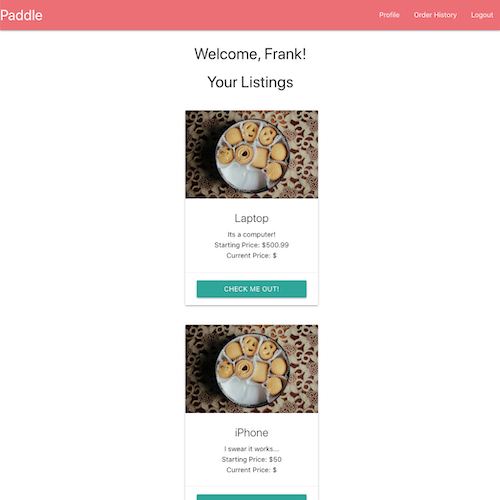 Paddle
Profile Order History Logout
Welcome, Frank!
Your Listings
Laptop
Its a computer!
Starting Price: $500.99
Current Price: $
CHECK ME OUT!
iPhone
I swear it works...
Starting Price: $50
Current Price: $